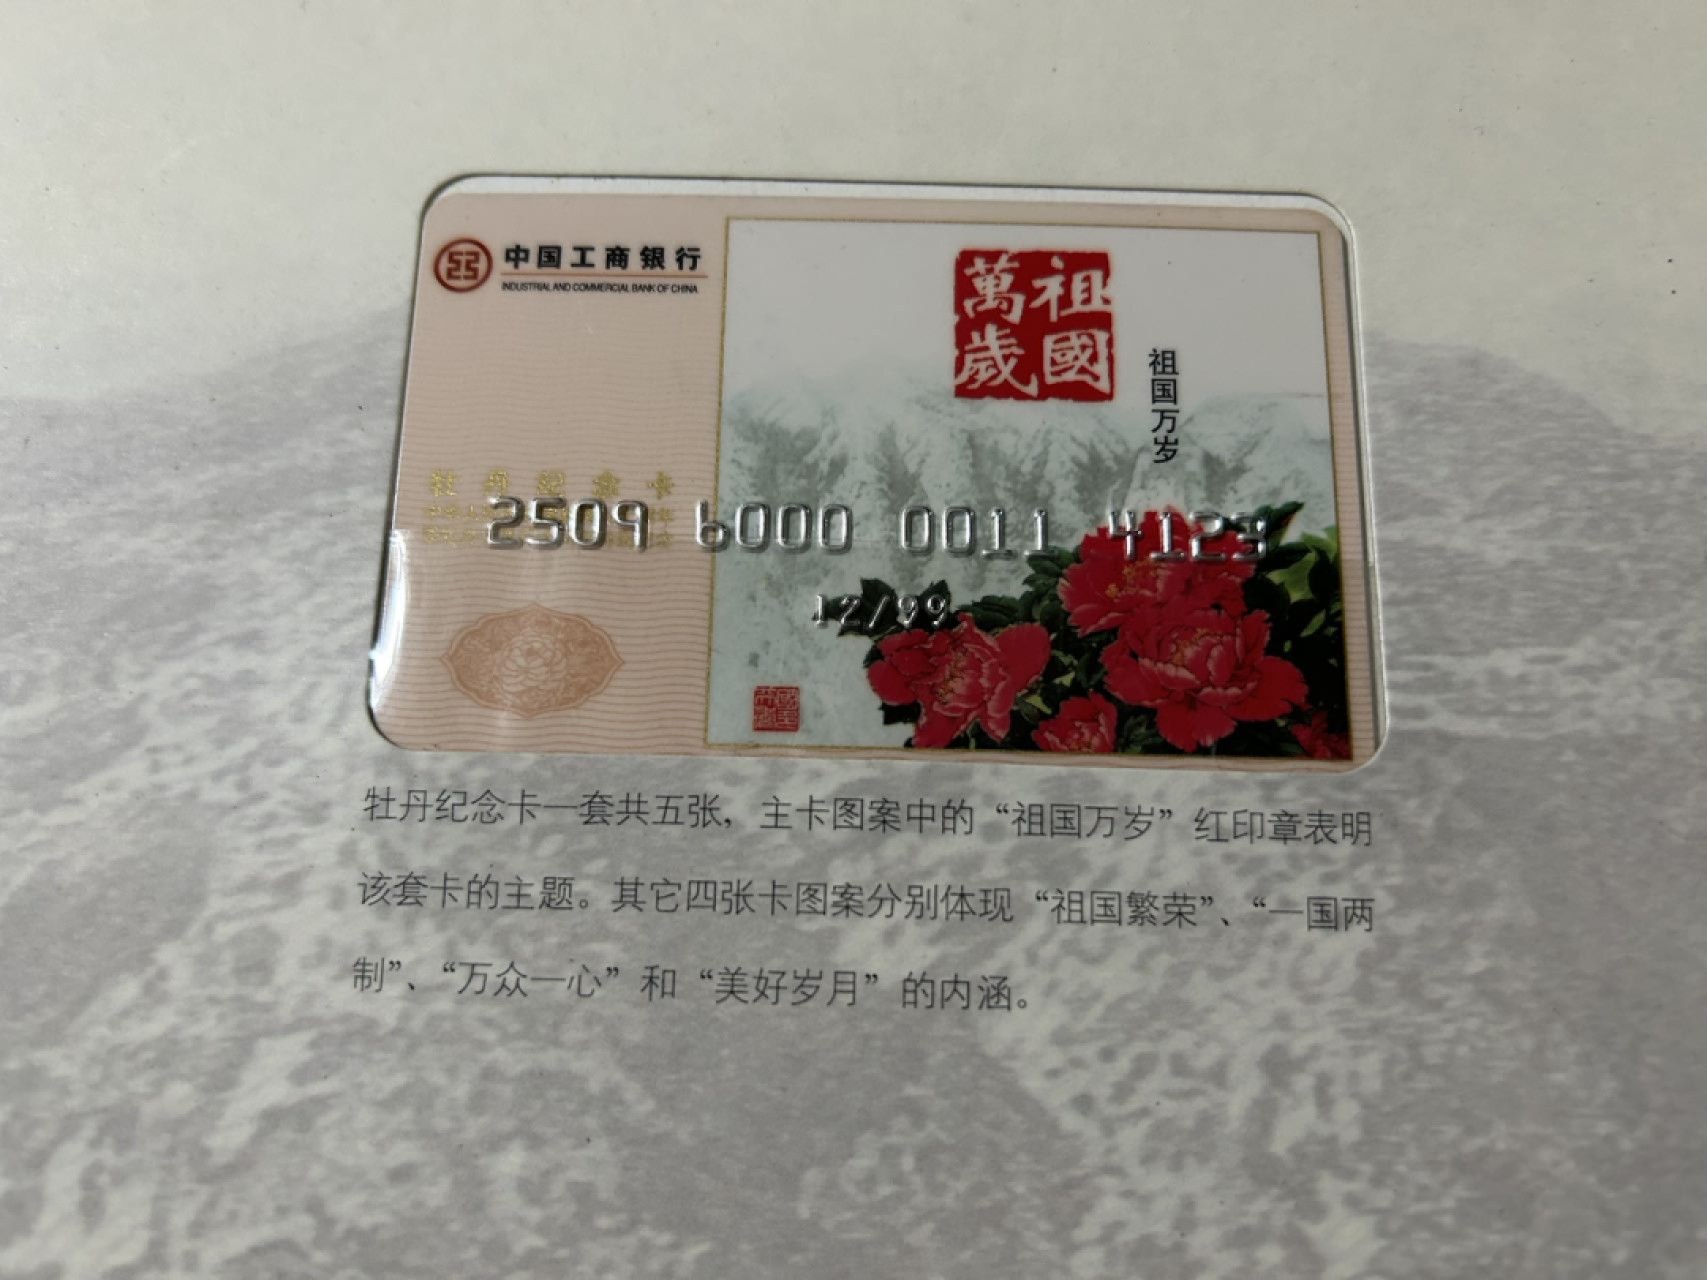 中国工商银行
INDUSTRIAL AND COMMERCIAL BANK OF CHINA
祖國
萬歲
祖国万岁
牡丹纪念卡
2509 6000 0011 4123
12/99
牡丹纪念卡一套共五张，主卡图案中的“祖国万岁”红印章表明
该套卡的主题。其它四张卡图案分别体现“祖国繁荣”、“一国两
制”、“万众一心”和“美好岁月”的内涵。